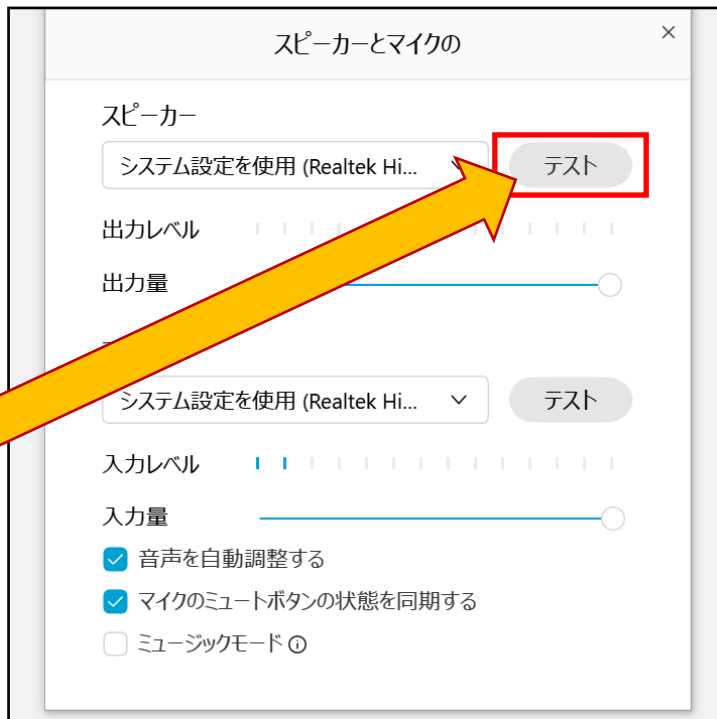 スピーカーとマイクの
スピーカー
システム設定を使用 (Realtek Hi...
テスト
出力レベル
出力量
システム設定を使用 (Realtek Hi...
テスト
入力レベル
入力量
音声を自動調整する
マイクのミュートボタンの状態を同期する
ミュージックモード